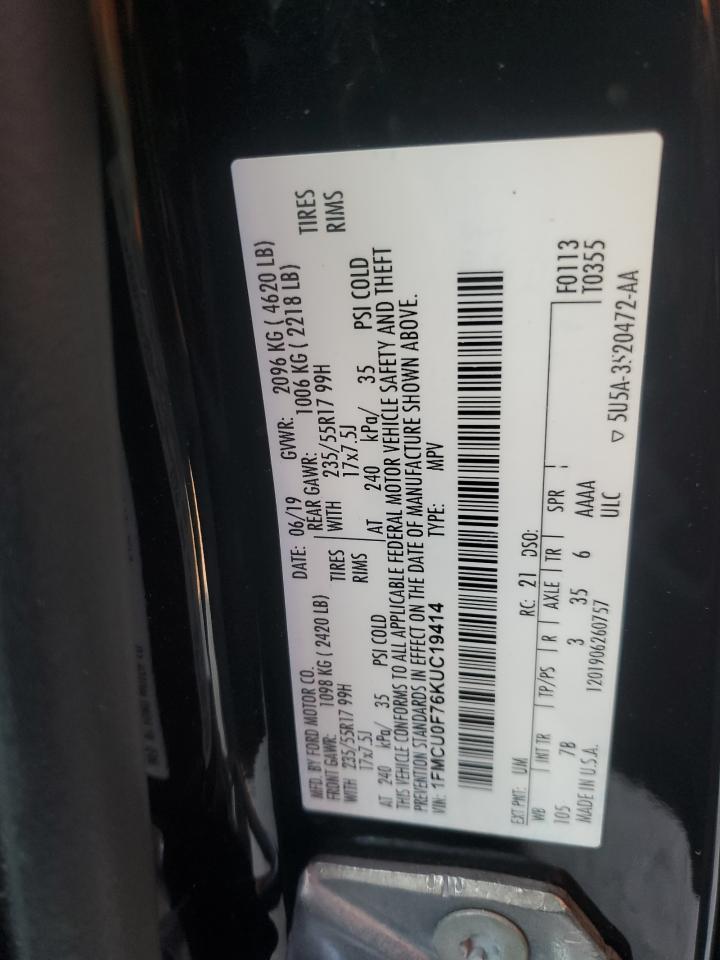 MFD. BY FORD MOTOR CO.
DATE: 06/19 GVWR: 2096 KG ( 4620 LB)
FRONT GAWR: 1098 KG ( 2420 LB) REAR GAWR: 1006 KG ( 2218 LB)
WITH 235/55R17 99H TIRES WITH 235/55R17 99H TIRES
17x7.5J RIMS 17x7.5J RIMS
AT 240 kPa/ 35 PSI COLD AT 240 kPa/ 35 PSI COLD
THIS VEHICLE CONFORMS TO ALL APPLICABLE FEDERAL MOTOR VEHICLE SAFETY AND THEFT
PREVENTION STANDARDS IN EFFECT ON THE DATE OF MANUFACTURE SHOWN ABOVE.
VIN: 1FMCU0F76KUC19414 TYPE: MPV
EXT PNT: UM RC: 21 DSO: F0113
WB INT TR TP/PS R AXLE TR SPR T0355
105 7B 3 35 6 AAAA
MADE IN U.S.A. 1201906260757 ULC
5U5A-3520472-AA